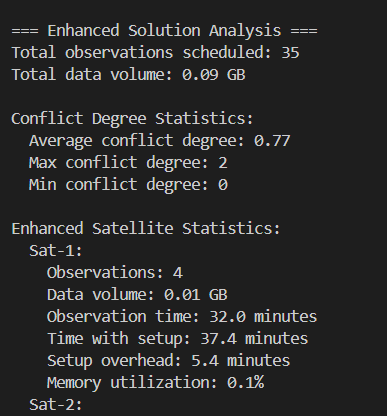 === Enhanced Solution Analysis ===
Total observations scheduled: 35
Total data volume: 0.09 GB
Conflict Degree Statistics:
Average conflict degree: 0.77
Max conflict degree: 2
Min conflict degree: 0
Enhanced Satellite Statistics:
Sat-1:
Observations: 4
Data volume: 0.01 GB
Observation time: 32.0 minutes
Time with setup: 37.4 minutes
Setup overhead: 5.4 minutes
Memory utilization: 0.1%
Sat-2: